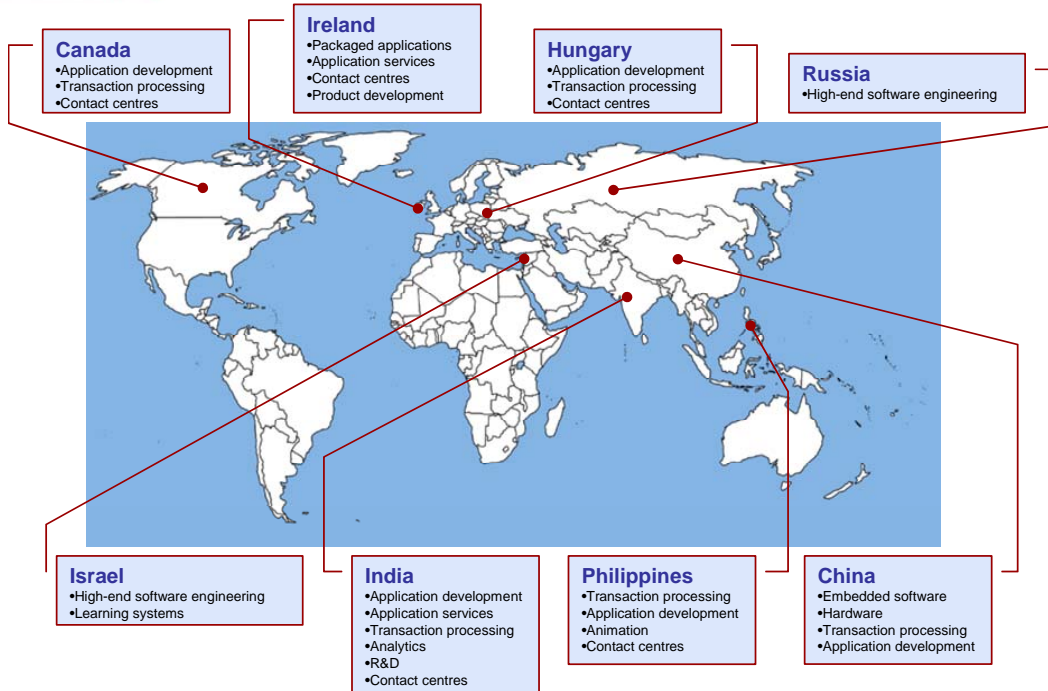 Canada
•Application development
•Transaction processing
•Contact centres
Ireland
•Packaged applications
•Application services
•Contact centres
•Product development
Hungary
•Application development
•Transaction processing
•Contact centres
Russia
•High-end software engineering
Israel
•High-end software engineering
•Learning systems
India
•Application development
•Application services
•Transaction processing
•Analytics
•R&D
•Contact centres
Philippines
•Transaction processing
•Application development
•Animation
•Contact centres
China
•Embedded software
•Hardware
•Transaction processing
•Application development